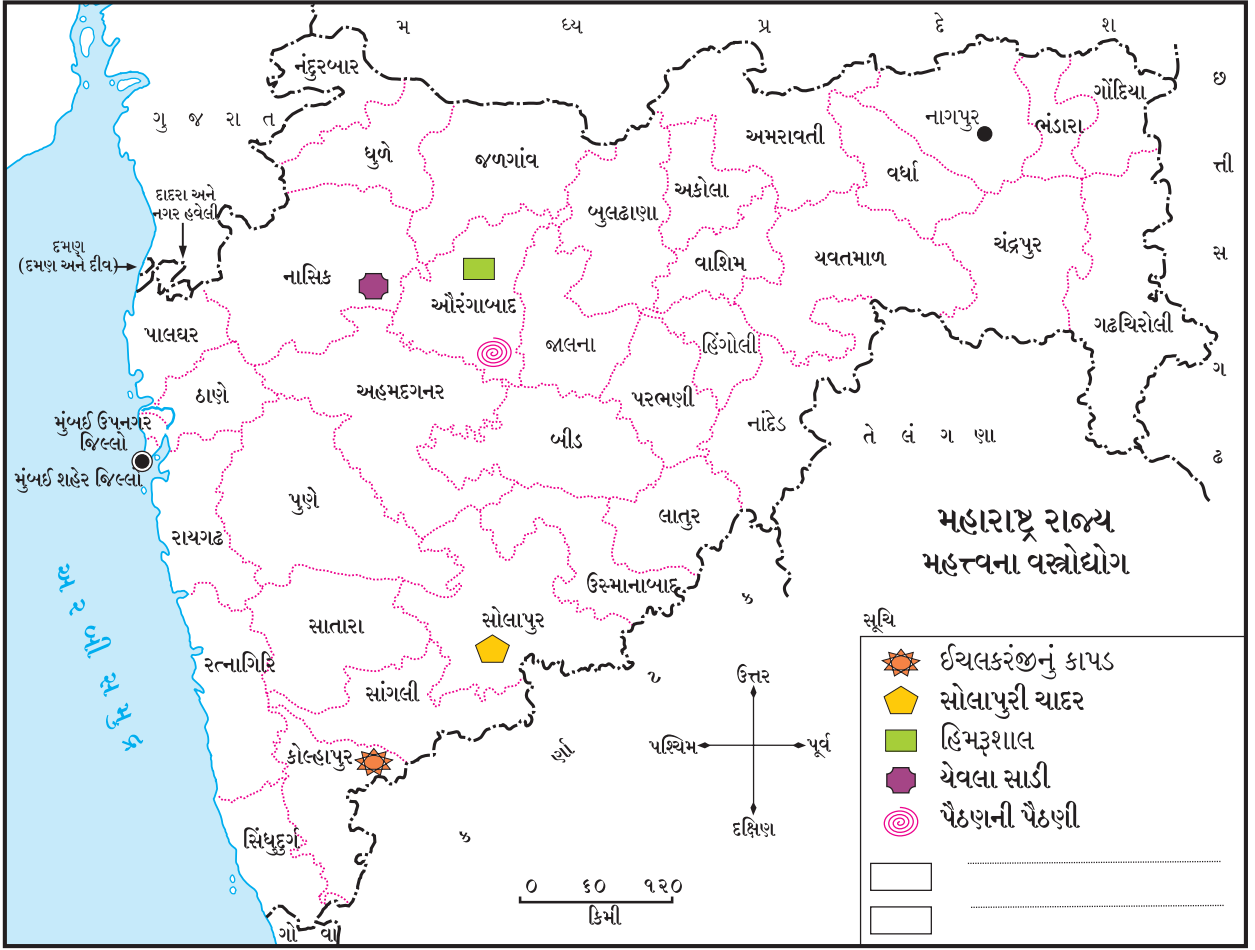 મ ધ્ય પ્ર દે શ
છ ત્તી સ ગ ઢ
ગુ જ રા ત
નંદુરબાર
ગોંદિયા
નાગપુર
ભંડારા
અમરાવતી
ધુળે
જળગાંવ
વર્ધા
અકોલા
દાદરા અને
નગર હવેલી
બુલઢાણા
દમણ
(દમણ અને દીવ)
ચંદ્રપુર
યવતમાળ
વાશિમ
નાસિક
ઔરંગાબાદ
ગઢચિરોલી
પાલઘર
જાલના
હિંગોલી
ઠાણે
અહમદગનર
પરભણી
મુંબઈ ઉપનગર
જિલ્લો
નાંદેડ
તે લં ગ ણા
બીડ
મુંબઈ શહેર જિલ્લો
પુણે
લાતુર
રાયગઢ
ઉસ્માનાબાદ
અ ર બી સ મુ દ્ર
સાતારા
સોલાપુર
રત્નાગિરિ
સાંગલી
કોલ્હાપુર
સિંધુદુર્ગ
ક ર્ણા ટ ક
ગો વા
મહારાષ્ટ્ર રાજ્ય
મહત્ત્વના વસ્ત્રોદ્યોગ
સૂચિ
ઈચલકરંજીનું કાપડ
સોલાપુરી ચાદર
હિમરૂશાલ
યેવલા સાડી
પૈઠણની પૈઠણી
ઉત્તર
પશ્ચિમ
પૂર્વ
દક્ષિણ
૦ ૬૦ ૧૨૦
કિમી